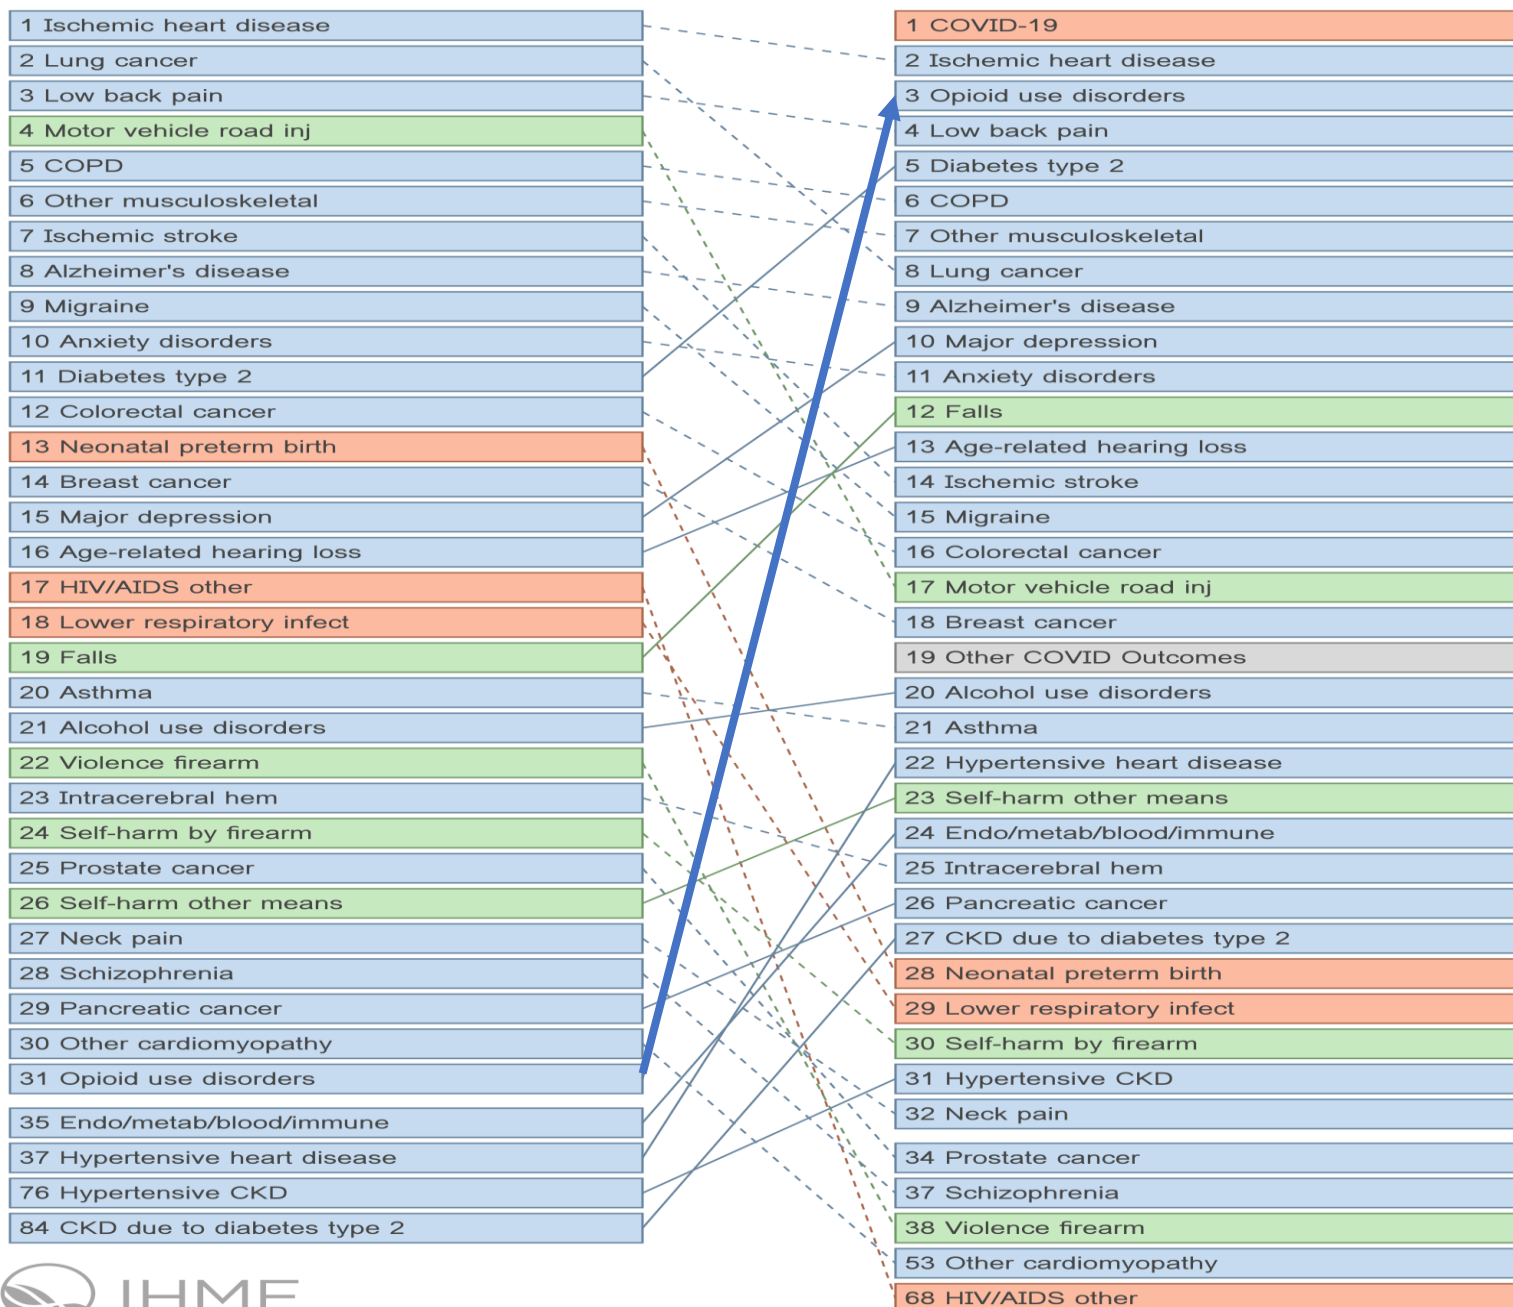 1 Ischemic heart disease
2 Lung cancer
3 Low back pain
4 Motor vehicle road inj
5 COPD
6 Other musculoskeletal
7 Ischemic stroke
8 Alzheimer's disease
9 Migraine
10 Anxiety disorders
11 Diabetes type 2
12 Colorectal cancer
13 Neonatal preterm birth
14 Breast cancer
15 Major depression
16 Age-related hearing loss
17 HIV/AIDS other
18 Lower respiratory infect
19 Falls
20 Asthma
21 Alcohol use disorders
22 Violence firearm
23 Intracerebral hem
24 Self-harm by firearm
25 Prostate cancer
26 Self-harm other means
27 Neck pain
28 Schizophrenia
29 Pancreatic cancer
30 Other cardiomyopathy
31 Opioid use disorders
35 Endo/metab/blood/immune
37 Hypertensive heart disease
76 Hypertensive CKD
84 CKD due to diabetes type 2
IHME
1 COVID-19
2 Ischemic heart disease
3 Opioid use disorders
4 Low back pain
5 Diabetes type 2
6 COPD
7 Other musculoskeletal
8 Lung cancer
9 Alzheimer's disease
10 Major depression
11 Anxiety disorders
12 Falls
13 Age-related hearing loss
14 Ischemic stroke
15 Migraine
16 Colorectal cancer
17 Motor vehicle road inj
18 Breast cancer
19 Other COVID Outcomes
20 Alcohol use disorders
21 Asthma
22 Hypertensive heart disease
23 Self-harm other means
24 Endo/metab/blood/immune
25 Intracerebral hem
26 Pancreatic cancer
27 CKD due to diabetes type 2
28 Neonatal preterm birth
29 Lower respiratory infect
30 Self-harm by firearm
31 Hypertensive CKD
32 Neck pain
34 Prostate cancer
37 Schizophrenia
38 Violence firearm
53 Other cardiomyopathy
68 HIV/AIDS other